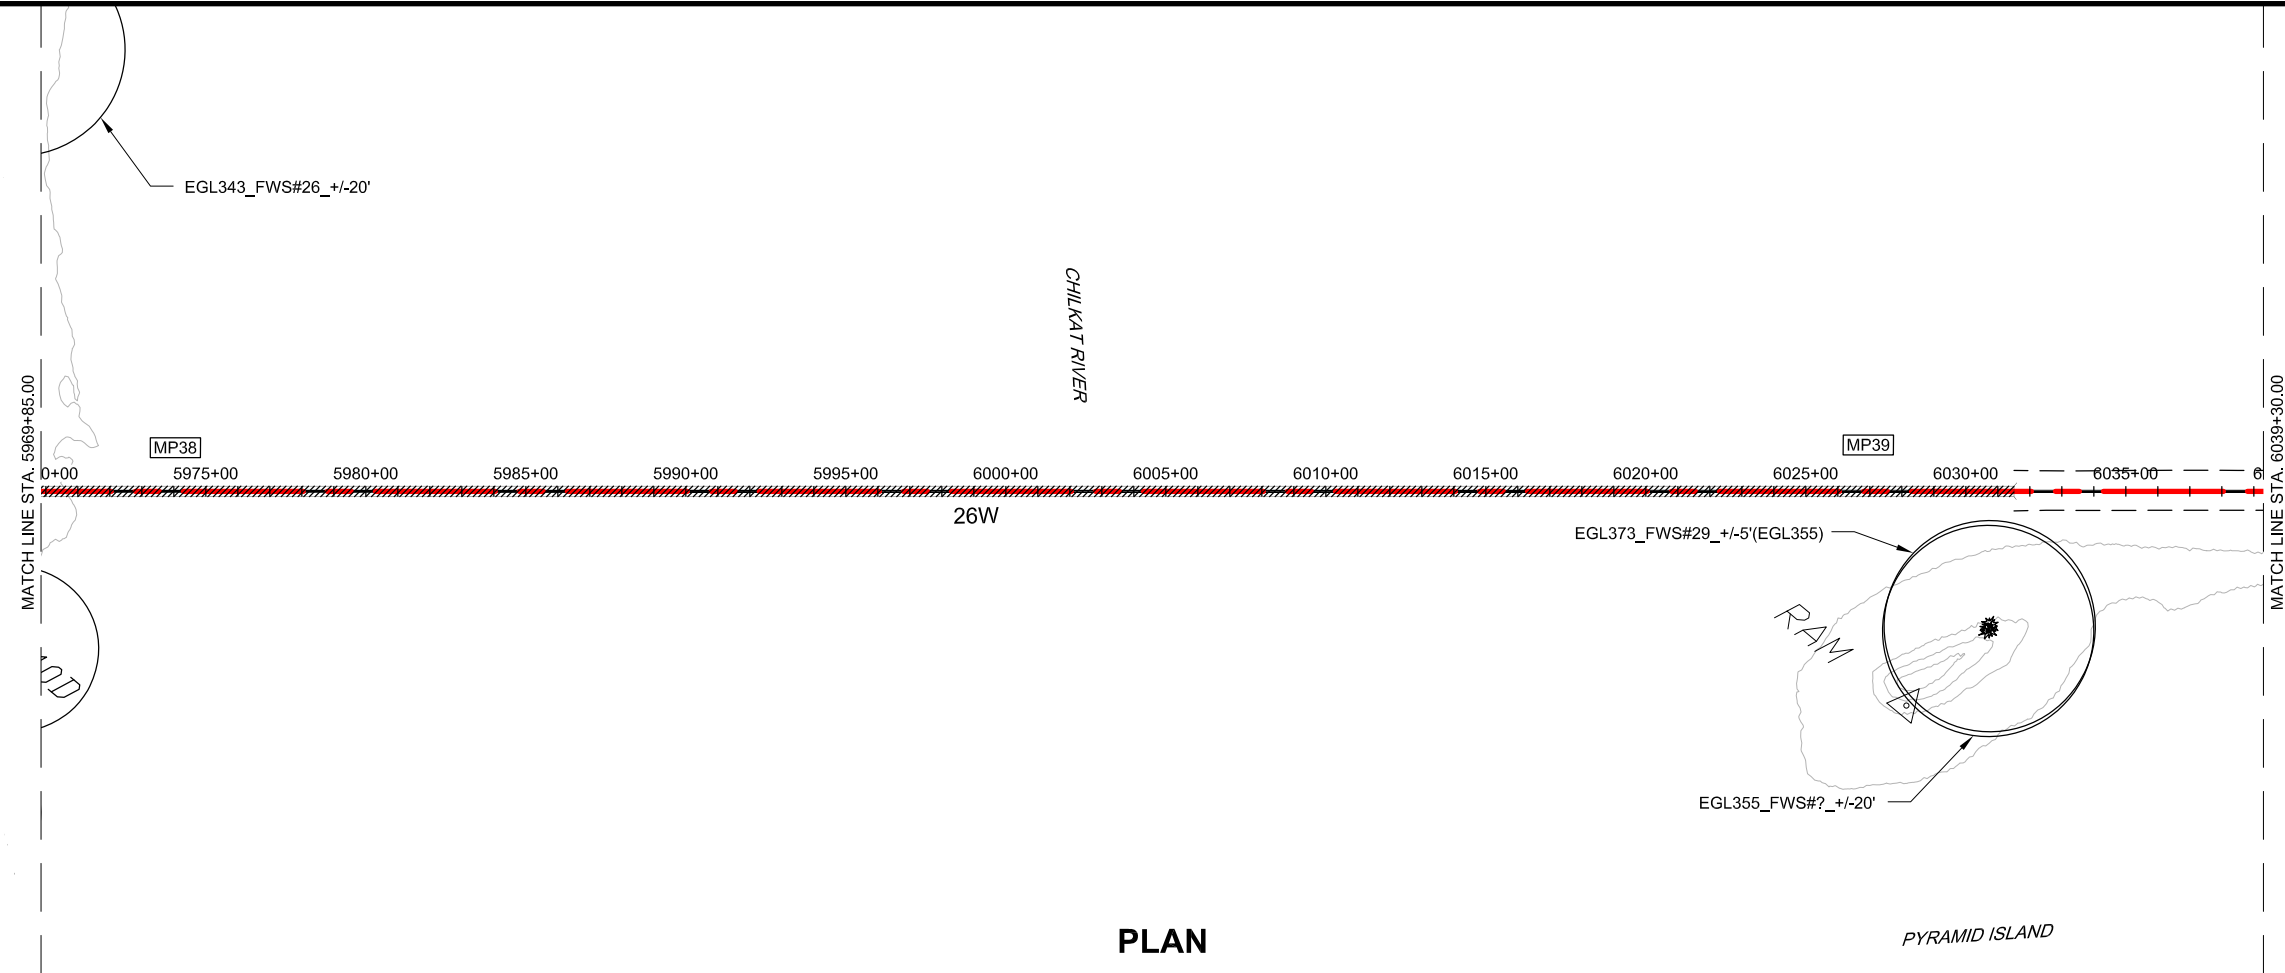 EGL343_FWS#26_+/-20'
CHILKAT RIVER
MATCH LINE STA. 5969+85.00
MP38
MP39
0+00 5975+00 5980+00 5985+00 5990+00 5995+00 6000+00 6005+00 6010+00 6015+00 6020+00 6025+00 6030+00 6035+00 6
26W
MATCH LINE STA. 6039+30.00
EGL373_FWS#29_+/-5'(EGL355)
RAM
EGL355_FWS#?_+/-20'
PLAN
PYRAMID ISLAND